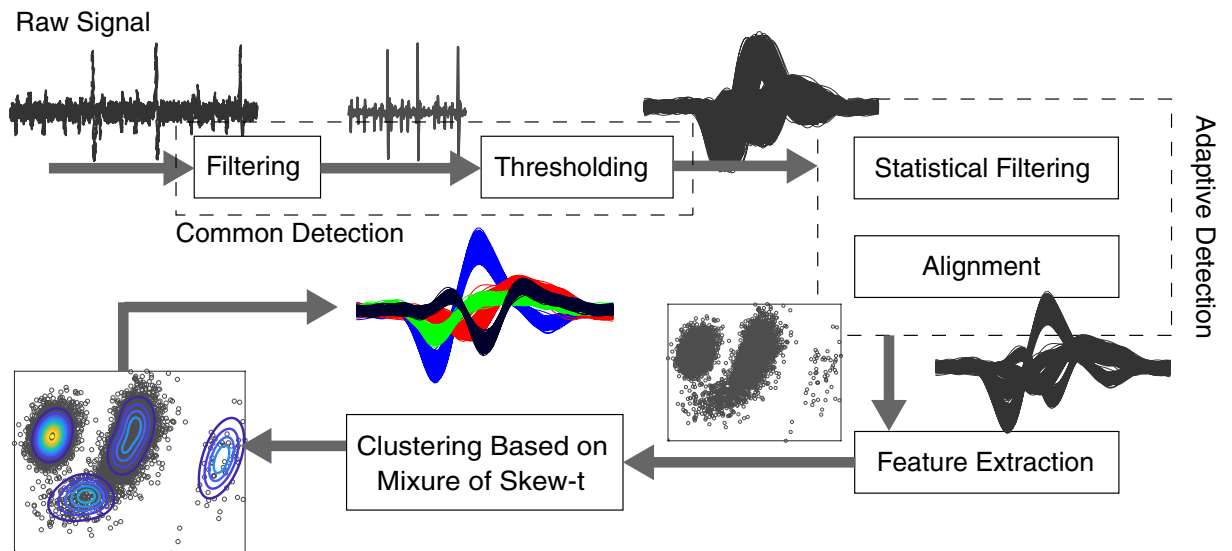 Raw Signal
Filtering
Thresholding
Common Detection
Statistical Filtering
Alignment
Adaptive Detection
Feature Extraction
Clustering Based on
Mixure of Skew-t